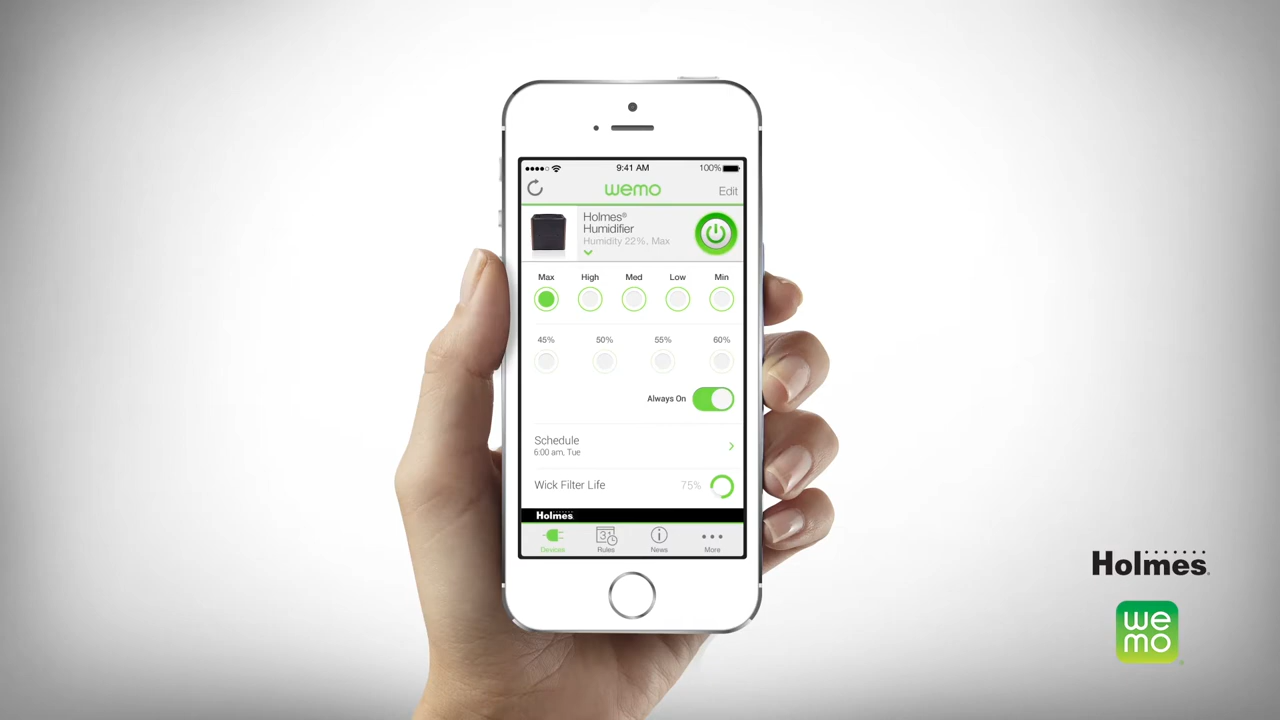 9:41 AM
100%
wemo
Edit
Holmes®
Humidifier
Humidity 22%, Max
Max High Med Low Min
45% 50% 55% 60%
Always On
Schedule
6:00 am, Tue
Wick Filter Life
75%
Holmes
3
Devices Rules News More
Holmes
we
mo